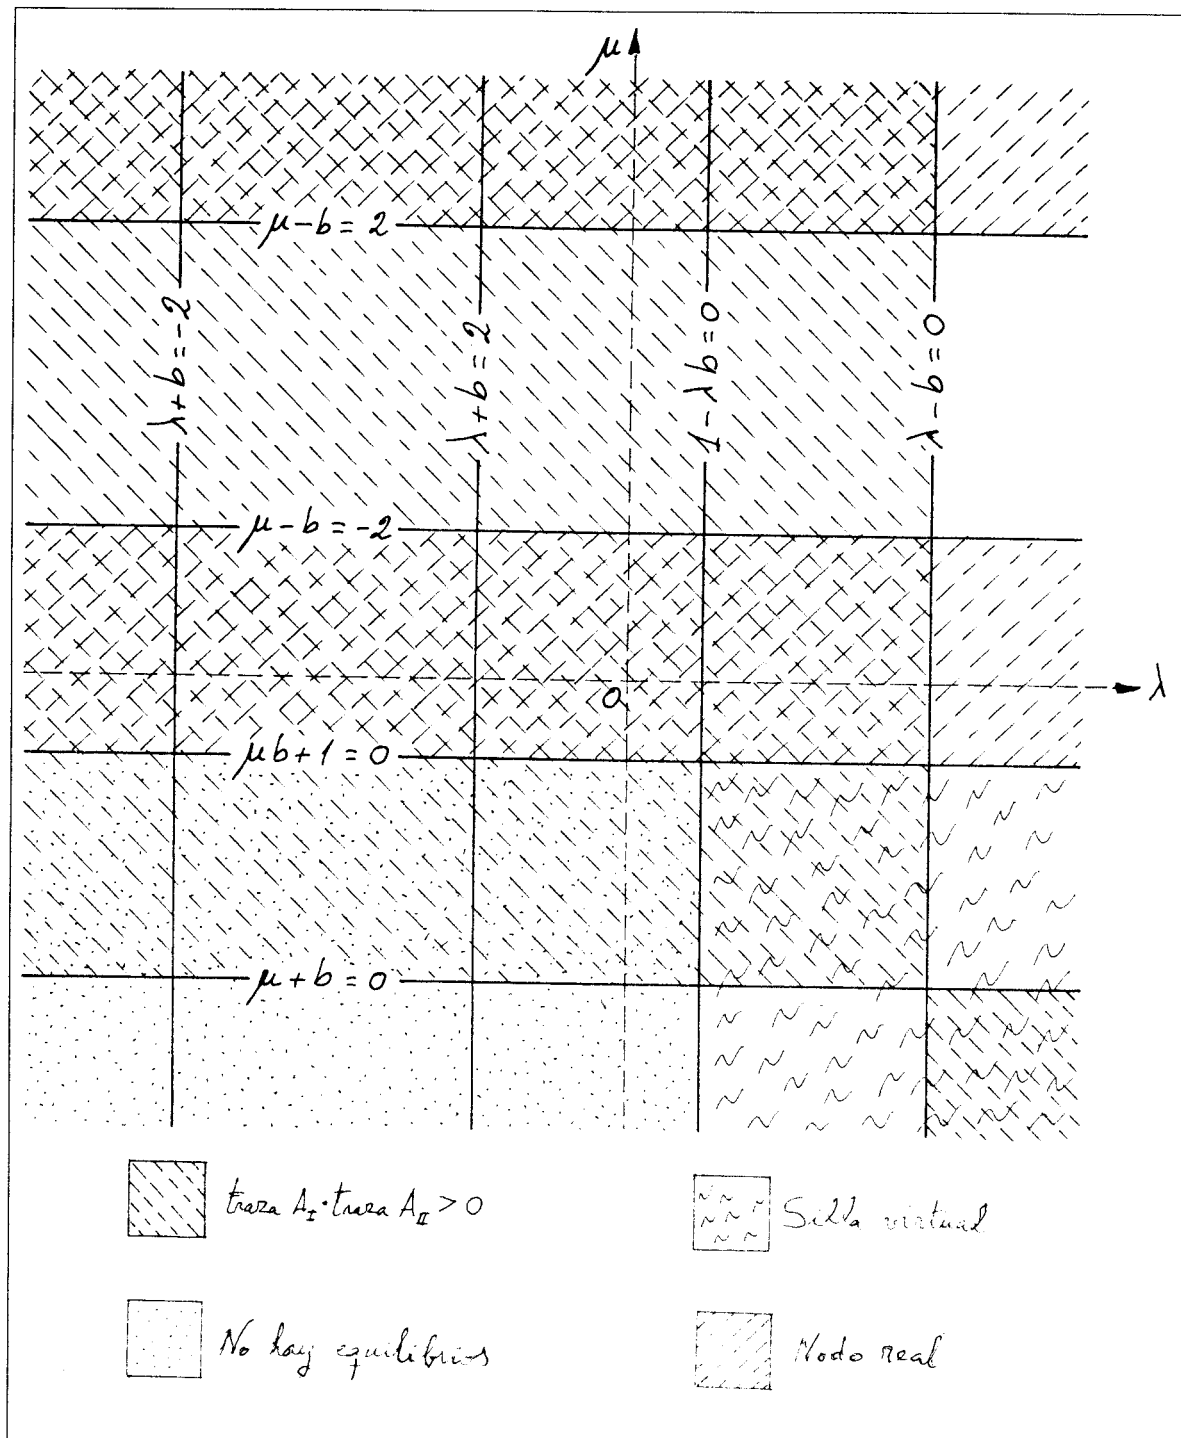 μ
μ-b=2
λ+b=-2
λ+b=2
1-λb=0
λ-b=0
μ-b=-2
0
λ
μb+1=0
μ+b=0
traza A_I·traza A_II > 0
Silla virtual
No hay equilibrios
Nodo real